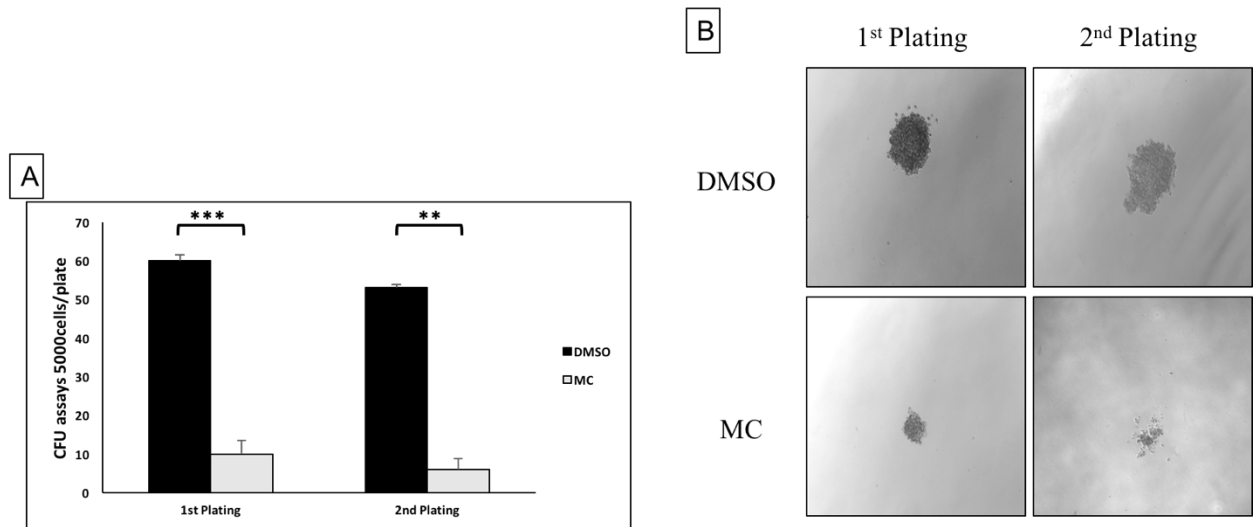 A
CFU assays 5000cells/plate
70
60
50
40
30
20
10
0
***
**
1st Plating
2nd Plating
DMSO
MC
B
1st Plating
2nd Plating
DMSO
MC